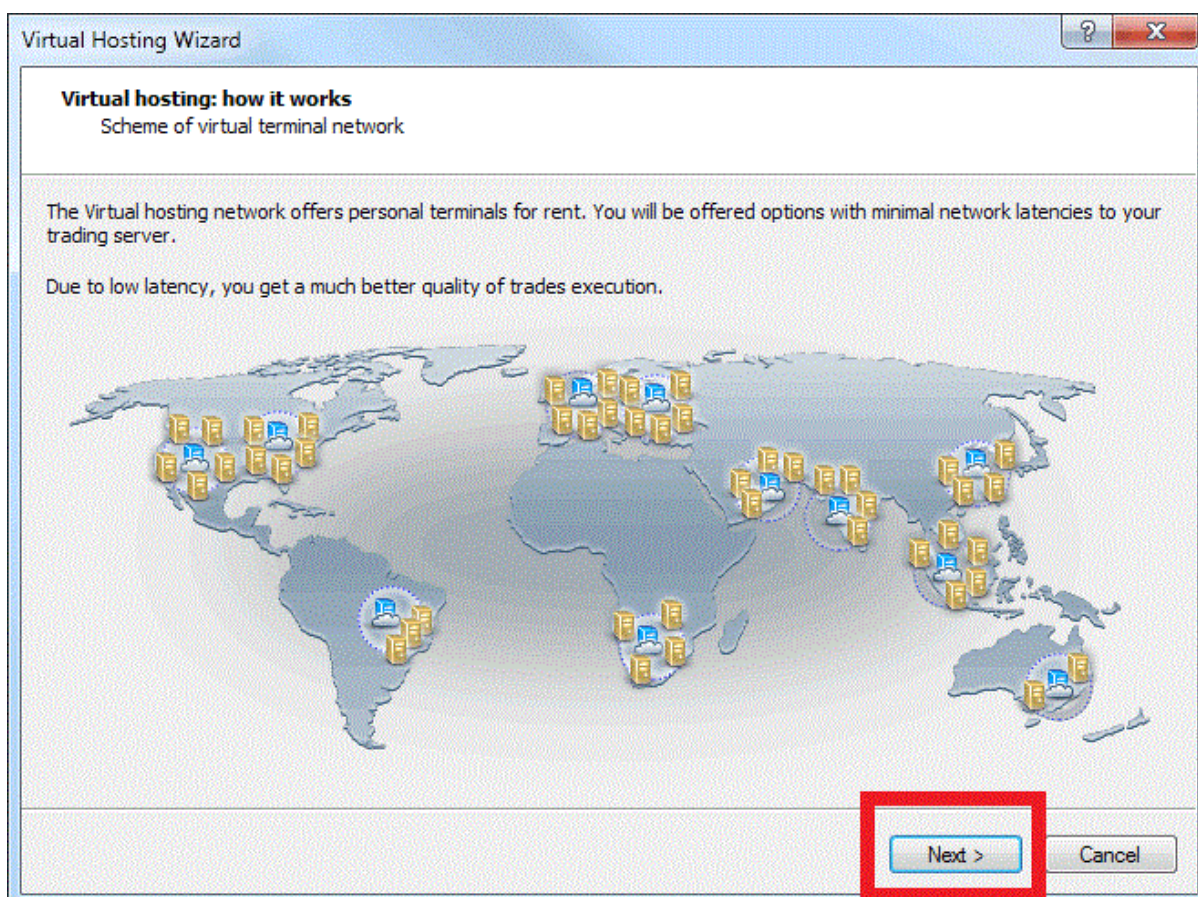 Virtual Hosting Wizard
?
X
Virtual hosting: how it works
Scheme of virtual terminal network
The Virtual hosting network offers personal terminals for rent. You will be offered options with minimal network latencies to your
trading server.
Due to low latency, you get a much better quality of trades execution.
Next >
Cancel